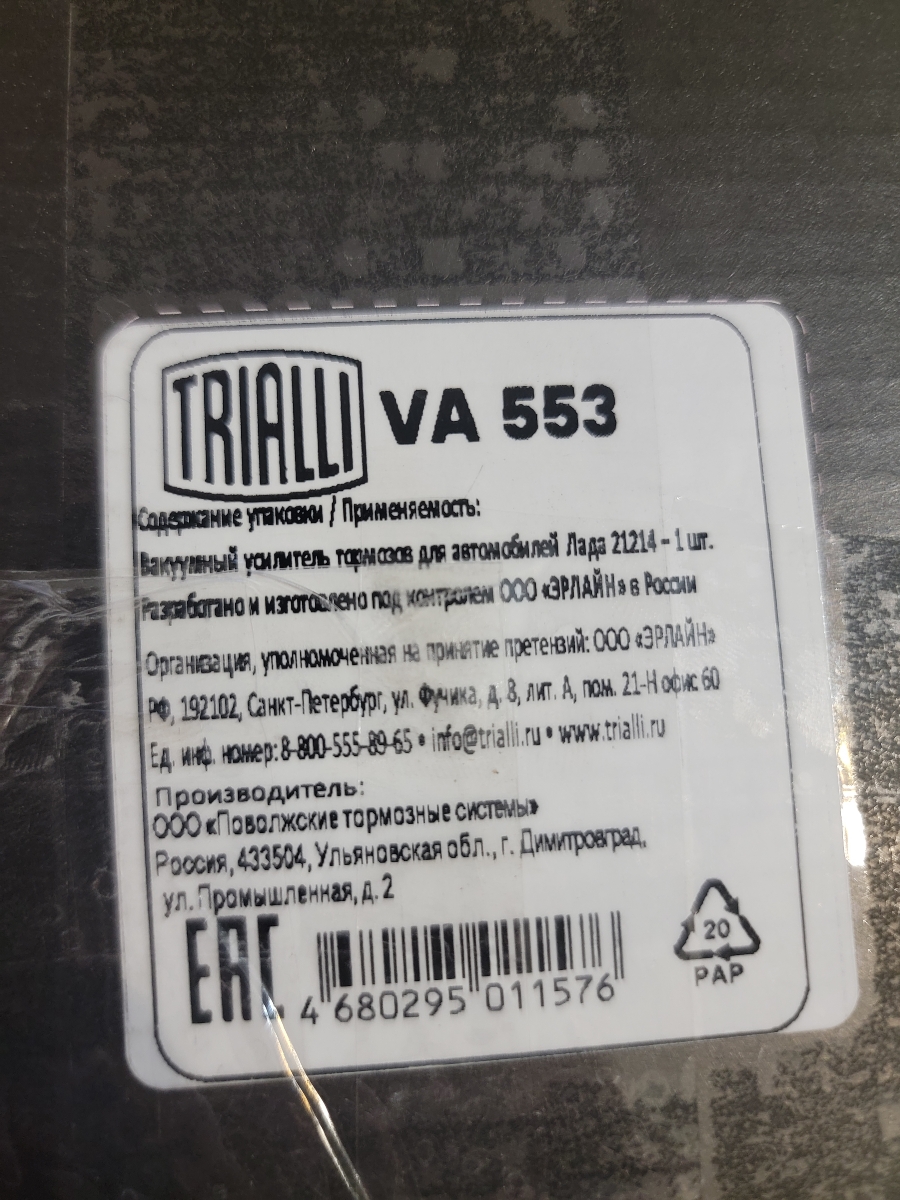 TRIALLI VA 553
Содержание упаковки / Применяемость:
Вакуумный усилитель тормозов для автомобилей Лада 21214 – 1 шт.
Разработано и изготовлено под контролем ООО «ЭРЛАЙН» в России
Организация, уполномоченная на принятие претензий: ООО «ЭРЛАЙН»
РФ, 192102, Санкт-Петербург, ул. Фучика, д. 8, лит. А, пом. 21-Н офис 60
Ед. инф. номер: 8-800-555-89-65 • info@trialli.ru • www.trialli.ru
Производитель:
ООО «Поволжские тормозные системы»
Россия, 433504, Ульяновская обл., г. Димитровград,
ул. Промышленная, д. 2
EAC
4 680295 011576
20
PAP